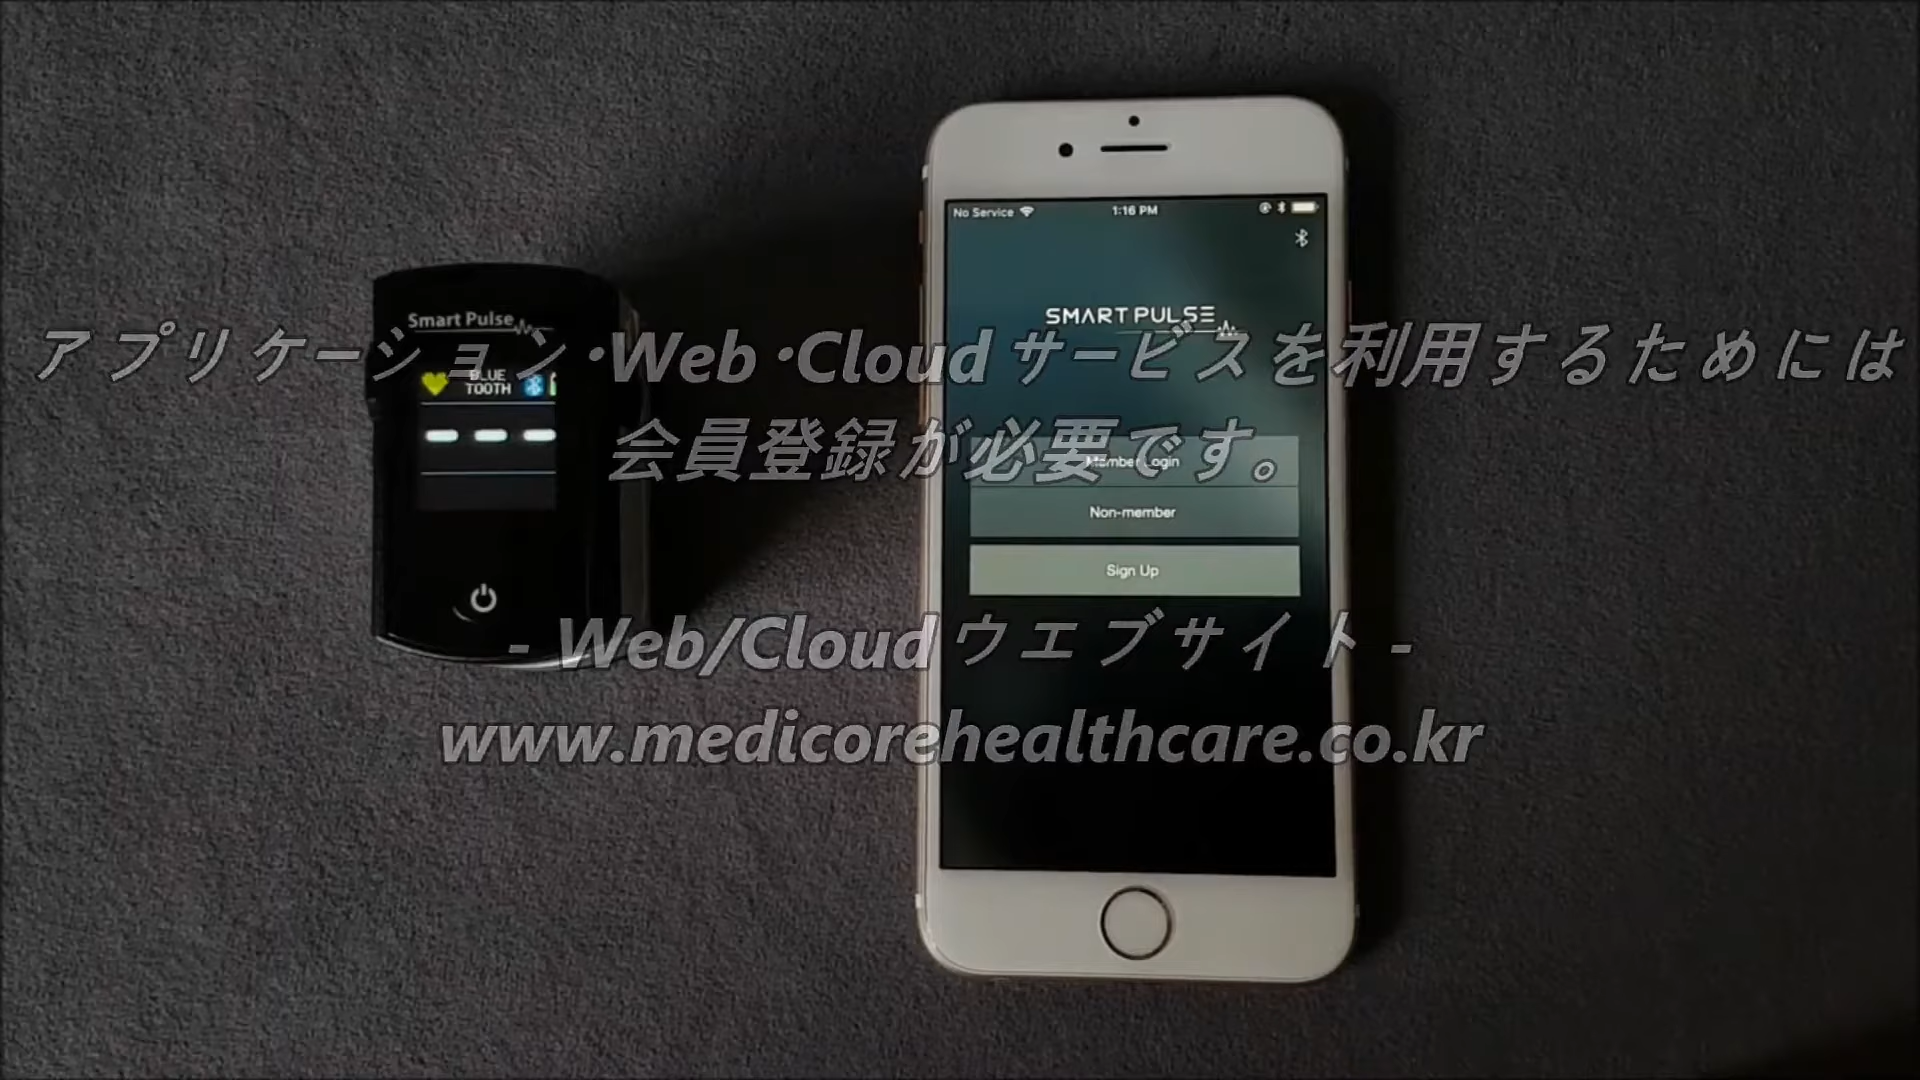 No Service
1:16 PM
SMART PULSE
Smart Pulse
アプリケーション・Web・Cloudサービスを利用するためには
BLUE
TOOTH
会員登録が必要です。
Member Login
Non-member
Sign Up
- Web/Cloudウエブサイト -
www.medicorehealthcare.co.kr